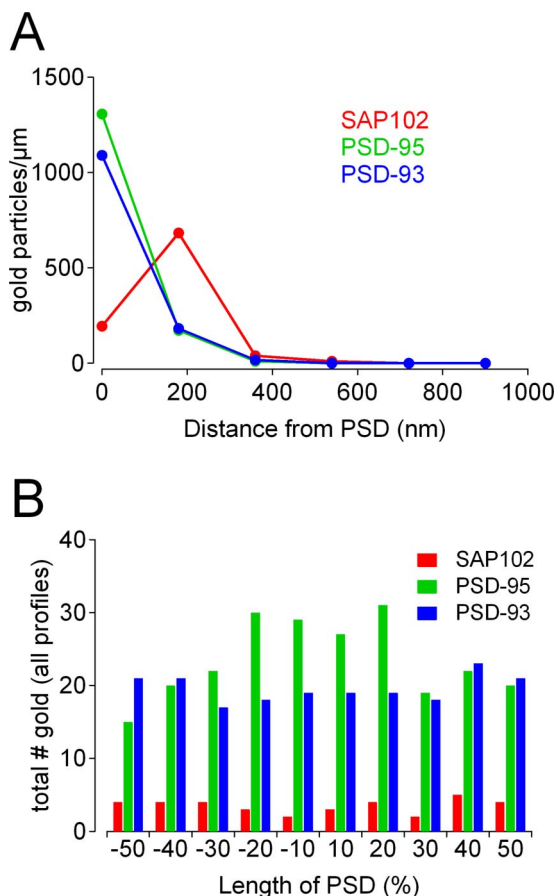 A
1500
1000
500
0
gold particles/µm
SAP102
PSD-95
PSD-93
0 200 400 600 800 1000
Distance from PSD (nm)
B
40
30
20
10
0
total # gold (all profiles)
SAP102
PSD-95
PSD-93
-50 -40 -30 -20 -10 10 20 30 40 50
Length of PSD (%)